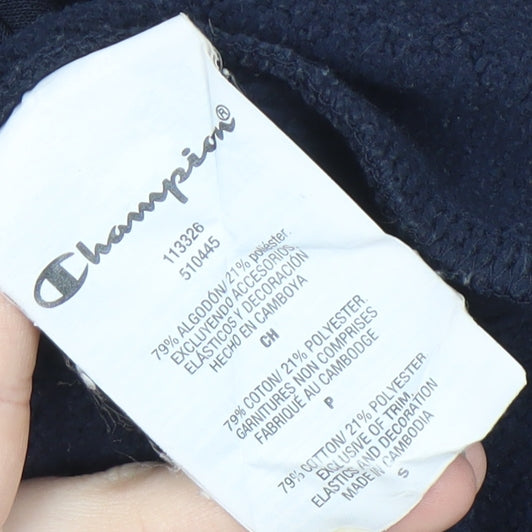 Champion®
113326
510445
79% ALGODÓN/ 21% poliéster.
EXCLUYENDO ACCESORIOS,
ELÁSTICOS Y DECORACIÓN
HECHO EN CAMBOYA
CH
79% COTON/ 21% POLYESTER.
GARNITURES NON COMPRISES
FABRIQUÉ AU CAMBODGE
P
79% COTTON/ 21% POLYESTER
EXCLUSIVE OF TRIM,
ELASTICS AND DECORATION
MADE IN CAMBODIA
S